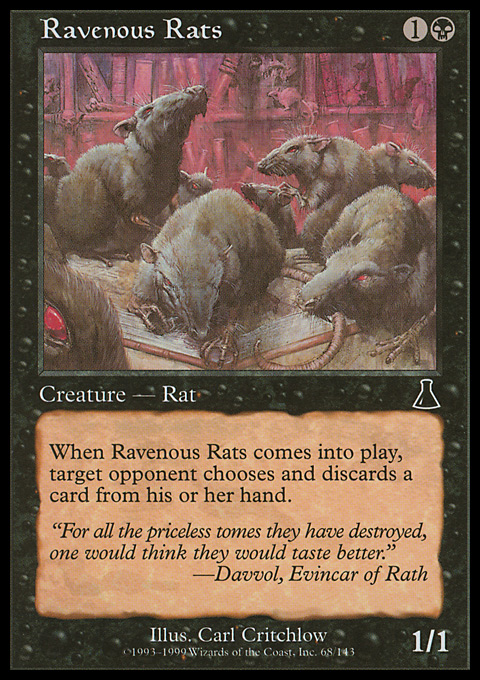 Ravenous Rats 1
Creature — Rat
When Ravenous Rats comes into play,
target opponent chooses and discards a
card from his or her hand.
“For all the priceless tomes they have destroyed,
one would think they would taste better.”
—Davvol, Evincar of Rath
Illus. Carl Critchlow
©1993–1999 Wizards of the Coast, Inc. 68/143
1/1